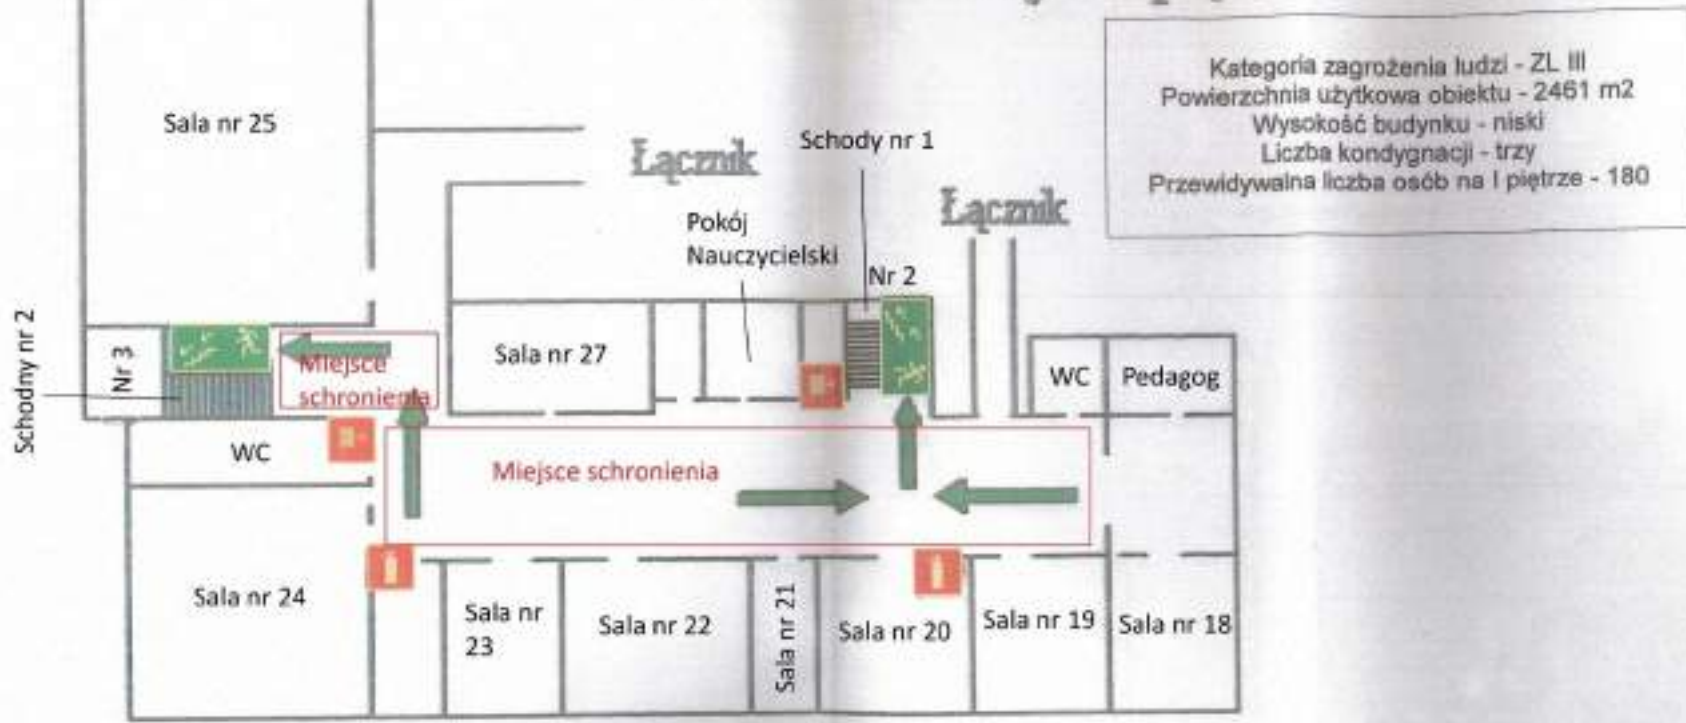 Kategoria zagrożenia ludzi - ZL III
Powierzchnia użytkowa obiektu - 2461 m2
Wysokość budynku - niski
Liczba kondygnacji - trzy
Przewidywalna liczba osób na I piętrze - 180
Sala nr 25
Łącznik
Schody nr 1
Łącznik
Pokój
Nauczycielski
Nr 2
Schodny nr 2
Nr 3
Miejsce
schronienia
Sala nr 27
WC
Pedagog
WC
Miejsce schronienia
Sala nr 24
Sala nr
23
Sala nr 22
Sala nr 21
Sala nr 20
Sala nr 19
Sala nr 18